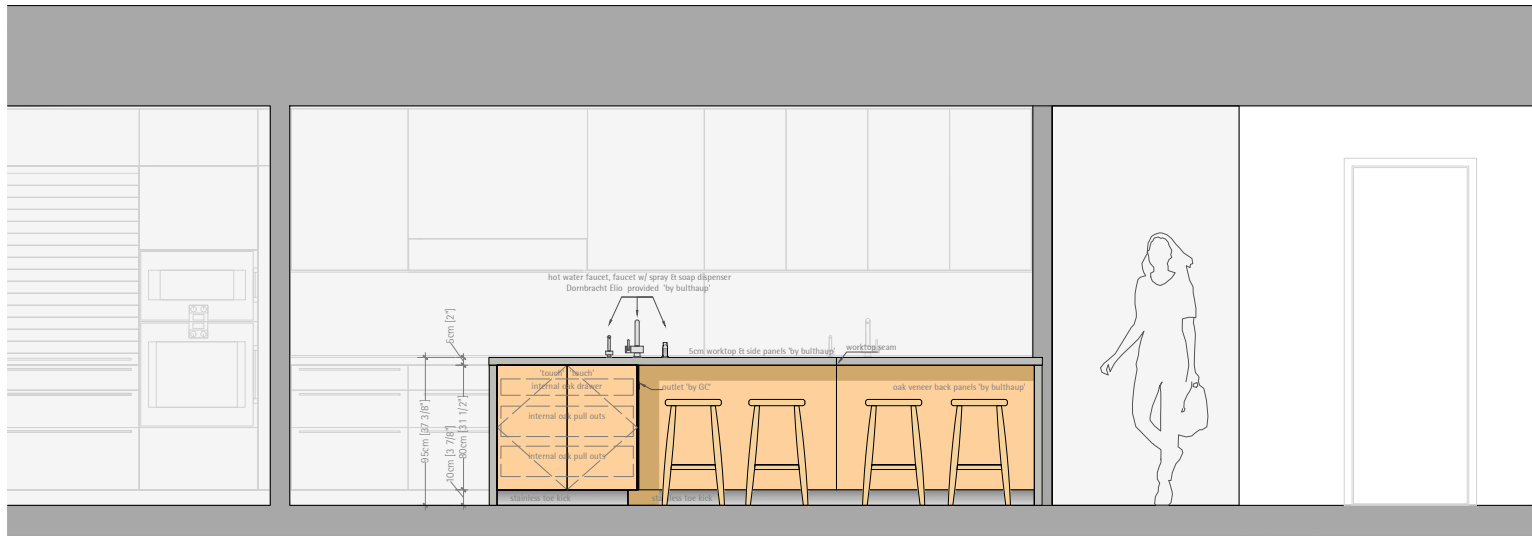 hot water faucet, faucet w/ spray & soap dispenser
Dornbracht Elio provided 'by bulthaup'
5cm [2"]
5cm worktop & side panels 'by bulthaup'
worktop seam
'touch' 'touch'
internal oak drawer
outlet 'by GC'
oak veneer back panels 'by bulthaup'
internal oak pull outs
internal oak pull outs
95cm [37 3/8"]
80cm [31 1/2"]
10cm [3 7/8"]
stainless toe kick
stainless toe kick